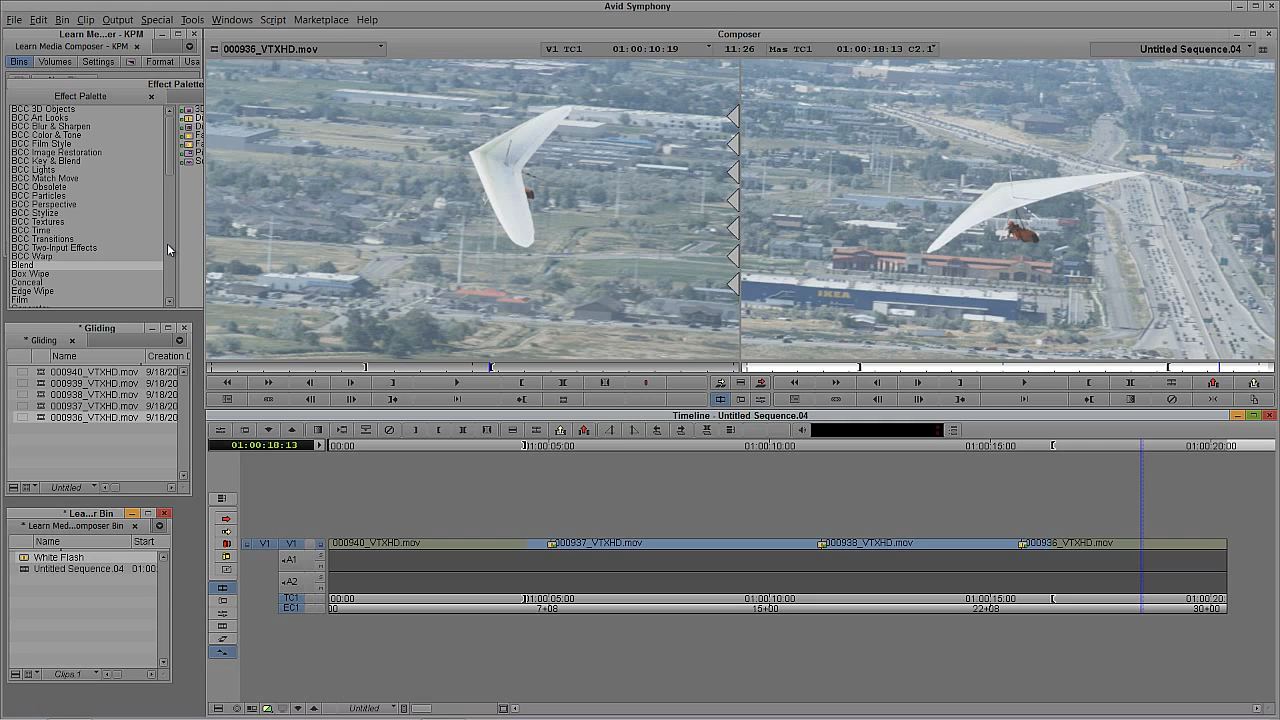 Avid Symphony
File Edit Bin Clip Output Special Tools Windows Script Marketplace Help
Learn Me...er - KPM
Composer
Learn Media Composer - KPM
000936_VTXHD.mov
V1 TC1 01:00:10:19 11:26 Mas TC1 01:00:18:13 C2.1
Untitled Sequence.04
Bins Volumes Settings Format Usa
Effect Palette
Effect Palette
BCC 3D Objects
BCC Art Looks
BCC Blur & Sharpen
BCC Color & Tone
BCC Film Style
BCC Image Restoration
BCC Key & Blend
BCC Lights
BCC Match Move
BCC Obsolete
BCC Particles
BCC Perspective
BCC Stylize
BCC Textures
BCC Time
BCC Transitions
BCC Two-Input Effects
BCC Warp
Blend
Box Wipe
Conceal
Edge Wipe
Film
IKEA
IKEA
* Gliding
* Gliding
Name Creation D
000940_VTXHD.mov 9/18/20
000939_VTXHD.mov 9/18/20
000938_VTXHD.mov 9/18/20
000937_VTXHD.mov 9/18/20
000936_VTXHD.mov 9/18/20
Untitled
* Lea...r Bin
* Learn Med...omposer Bin
Name Start
White Flash
Untitled Sequence.04 01:00
Clips 1
Timeline - Untitled Sequence.04
01:00:18:13
00:00 01:00:05:00 01:00:10:00 01:00:15:00 01:00:20:00
V1 V1 000940_VTXHD.mov 000937_VTXHD.mov 000938_VTXHD.mov 000936_VTXHD.mov
A1
A2
TC1 00:00 01:00:05:00 01:00:10:00 01:00:15:00 01:00:20
EC1 00 7+08 15+00 22+08 30+00
Untitled